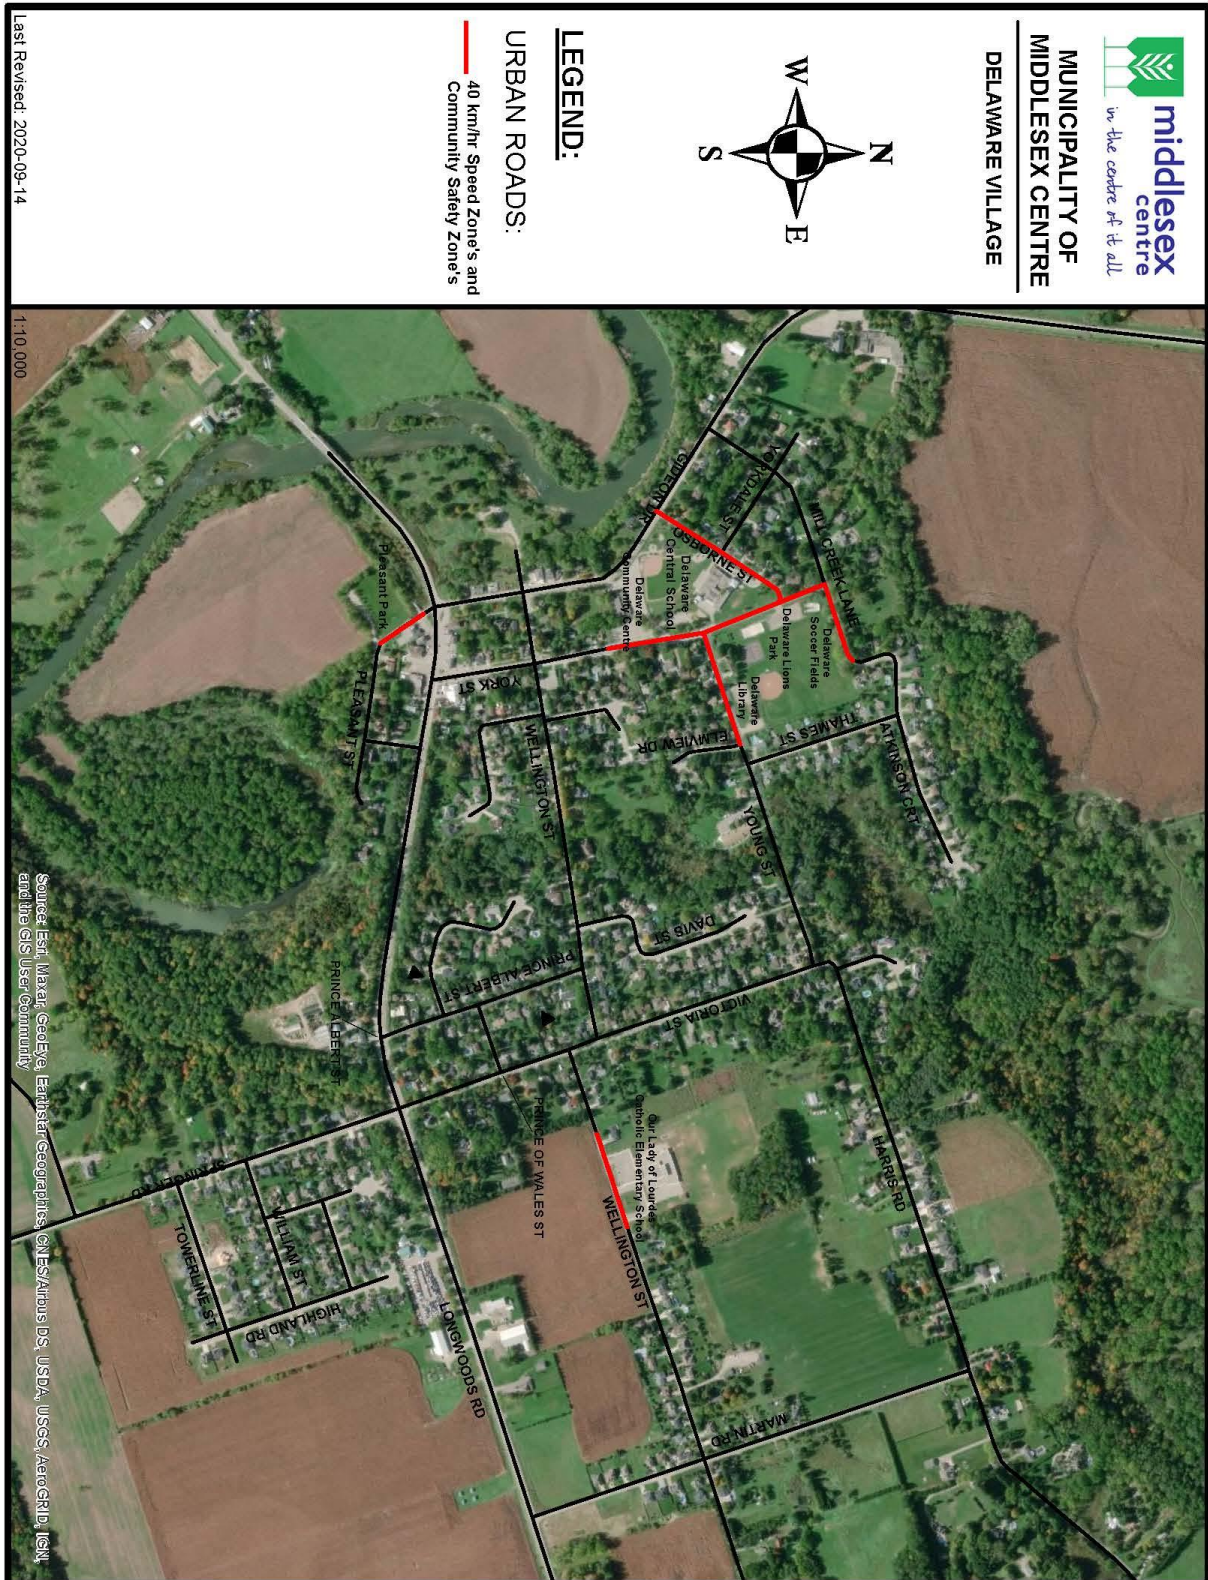 middlesex
centre
in the centre of it all
MUNICIPALITY OF
MIDDLESEX CENTRE
DELAWARE VILLAGE
N
W
E
S
LEGEND:
URBAN ROADS:
40 km/hr Speed Zone's and
Community Safety Zone's
Last Revised: 2020-09-14
1:10,000
GIDEON DR
YORKDALE ST
OSBORNE ST
MILL CREEK LANE
Delaware
Central School
Delaware
Community Centre
Delaware
Soccer Fields
Delaware Lions
Park
Delaware
Library
THAMES ST
ATKINSON CRT
ELMVIEW DR
YOUNG ST
YORK ST
WELLINGTON ST
Pleasant Park
PLEASANT ST
DAVIS ST
PRINCE ALBERT ST
PRINCE ALBERT ST
VICTORIA ST
PRINCE OF WALES ST
Our Lady of Lourdes
Catholic Elementary School
WELLINGTON ST
HARRIS RD
MARTIN RD
LONGWOODS RD
SPRINGER RD
WILLIAM ST
TOWERLINE ST
HIGHLAND RD
Source: Esri, Maxar, GeoEye, Earthstar Geographics, CNES/Airbus DS, USDA, USGS, AeroGRID, IGN,
and the GIS User Community